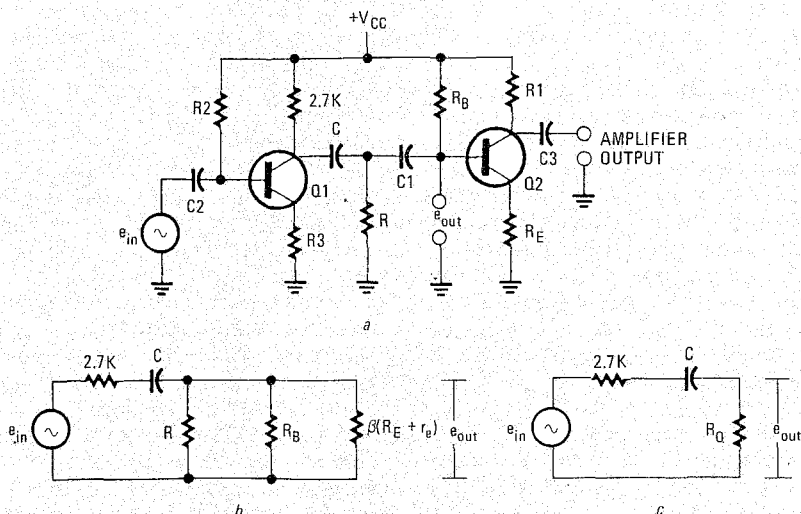 +VCC
R2
2.7K
RB
R1
C
C1
C3
AMPLIFIER
OUTPUT
C2
Q1
Q2
ein
R3
R
eout
RE
a
2.7K
C
ein
R
RB
β(RE + re)
eout
b
2.7K
C
ein
RQ
eout
c